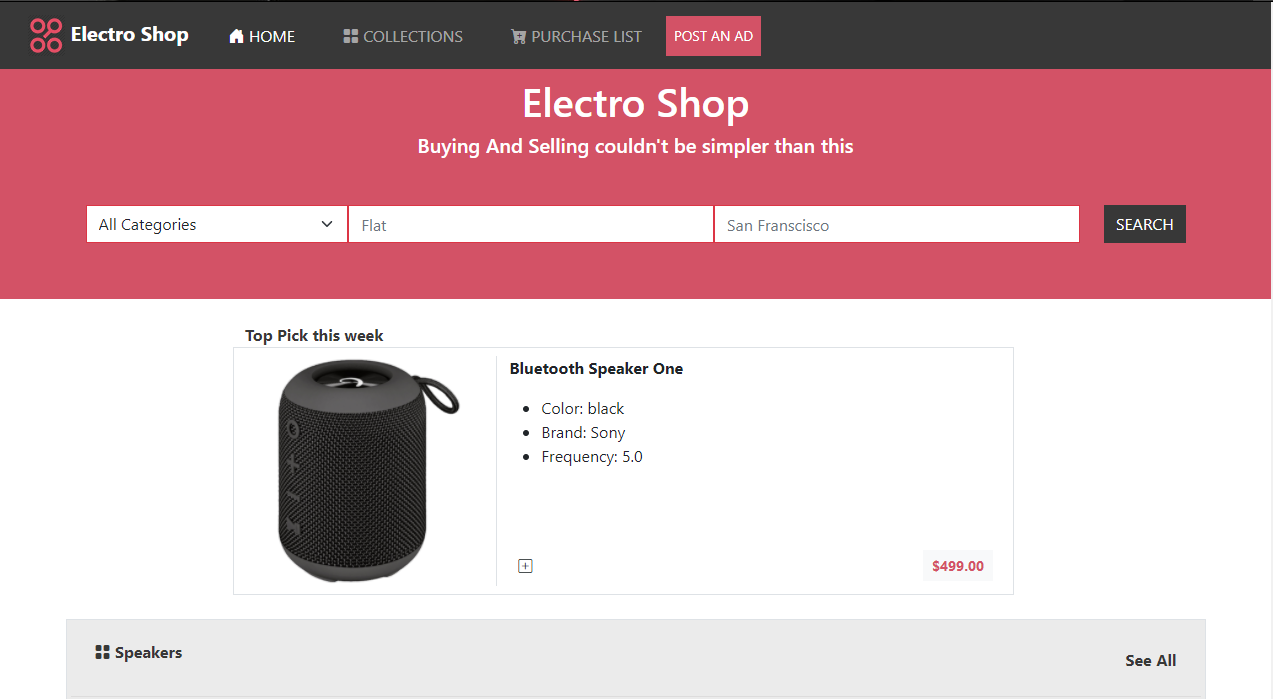 Electro Shop
HOME
COLLECTIONS
PURCHASE LIST
POST AN AD
Electro Shop
Buying And Selling couldn't be simpler than this
All Categories
Flat
San Franscisco
SEARCH
Top Pick this week
Bluetooth Speaker One
Color: black
Brand: Sony
Frequency: 5.0
$499.00
Speakers
See All